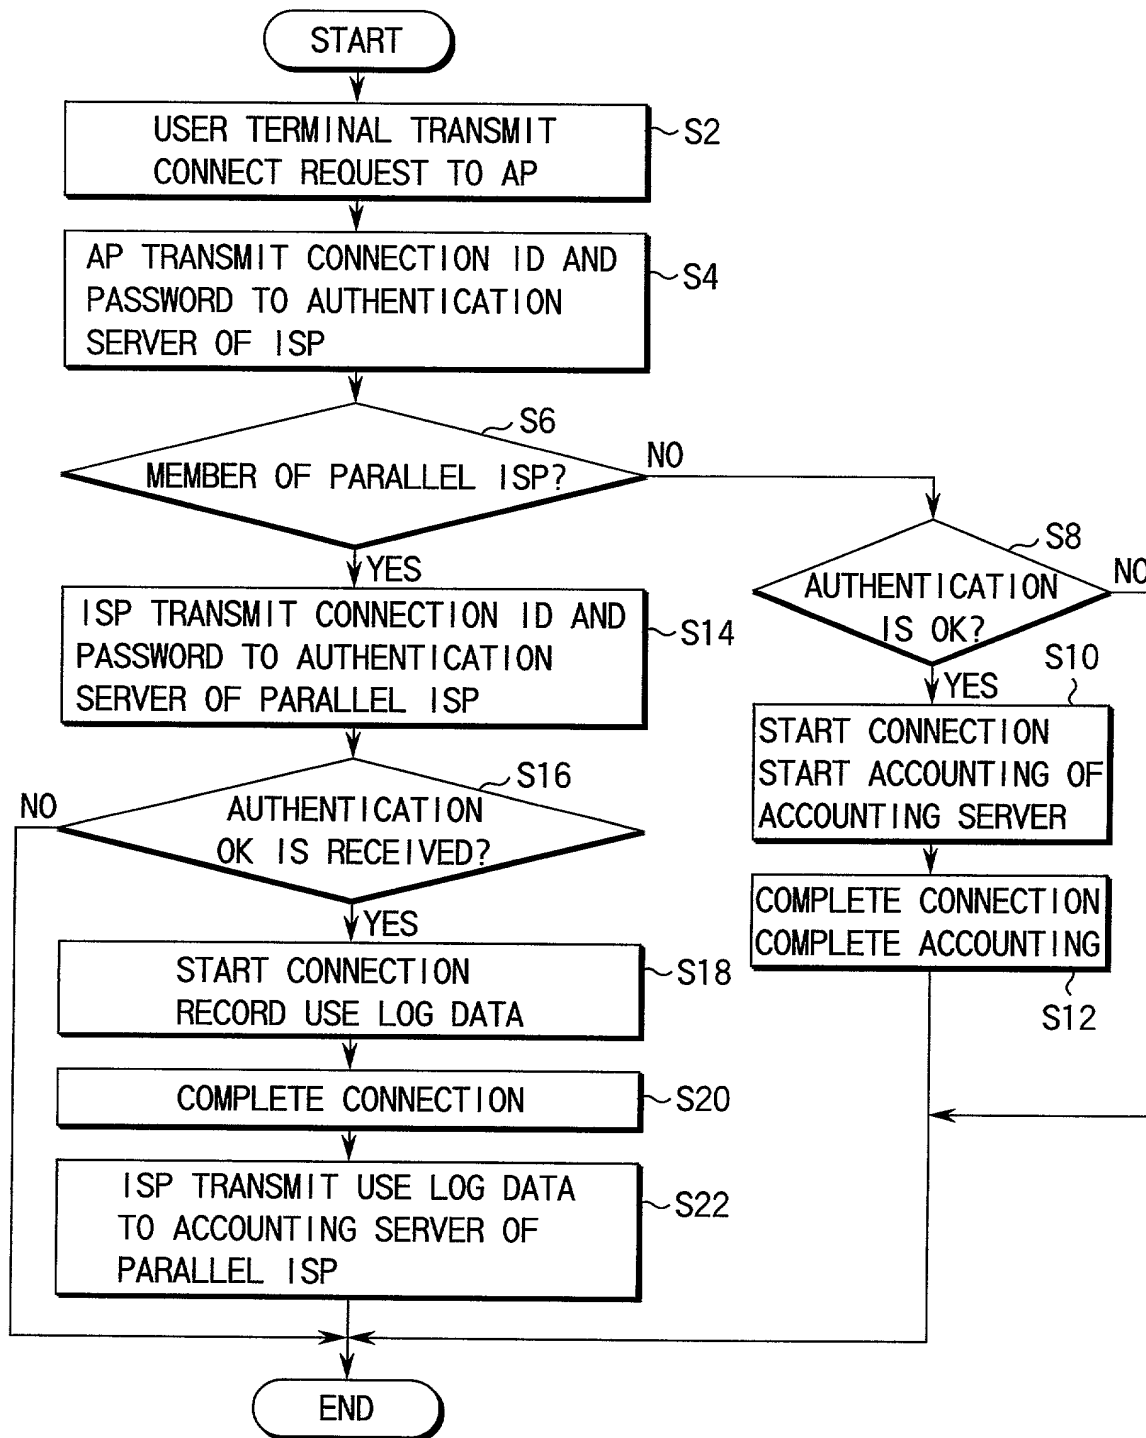 START
USER TERMINAL TRANSMIT
CONNECT REQUEST TO AP
S2
AP TRANSMIT CONNECTION ID AND
PASSWORD TO AUTHENTICATION
SERVER OF ISP
S4
S6
MEMBER OF PARALLEL ISP?
NO
YES
S8
AUTHENTICATION
IS OK?
NO
YES
S10
START CONNECTION
START ACCOUNTING OF
ACCOUNTING SERVER
COMPLETE CONNECTION
COMPLETE ACCOUNTING
S12
ISP TRANSMIT CONNECTION ID AND
PASSWORD TO AUTHENTICATION
SERVER OF PARALLEL ISP
S14
S16
NO
AUTHENTICATION
OK IS RECEIVED?
YES
START CONNECTION
RECORD USE LOG DATA
S18
COMPLETE CONNECTION
S20
ISP TRANSMIT USE LOG DATA
TO ACCOUNTING SERVER OF
PARALLEL ISP
S22
END